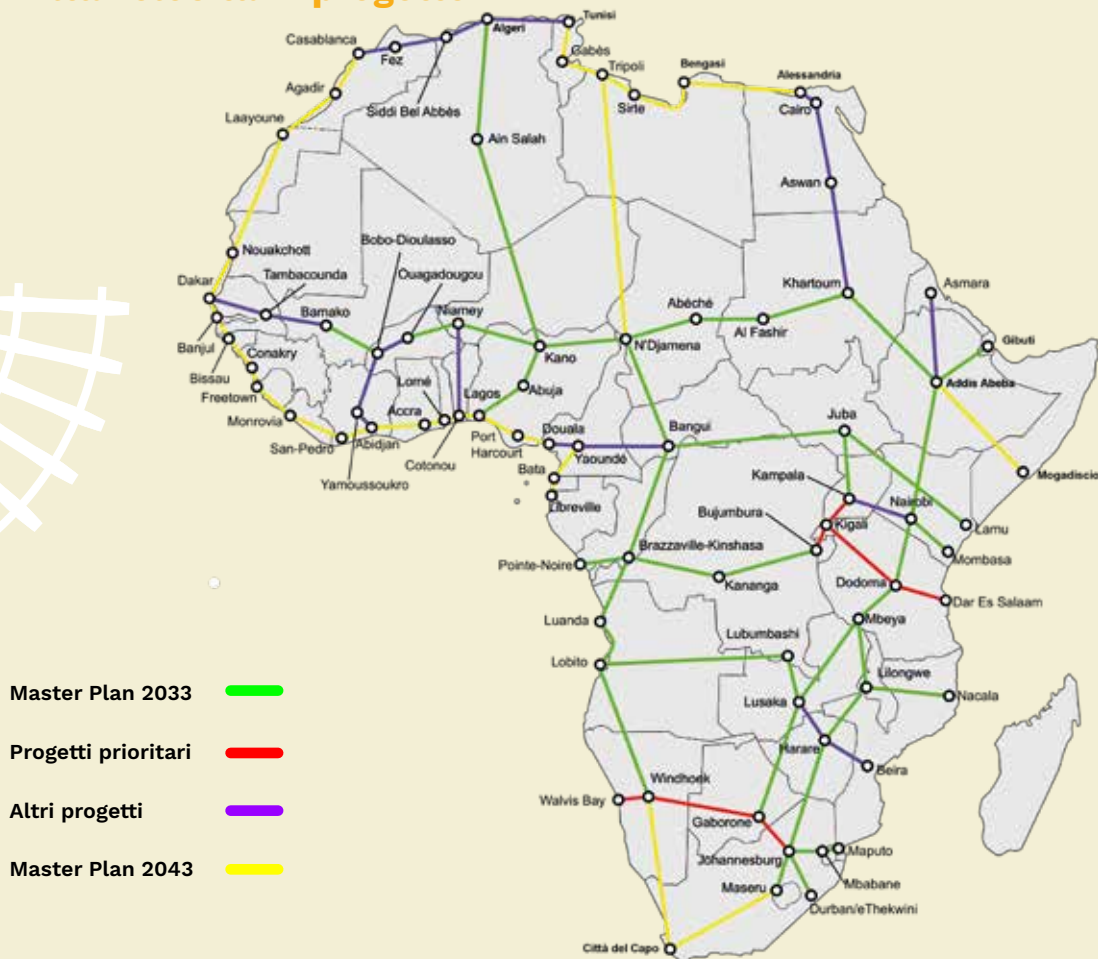 Tunisi
Algeri
Casablanca
Fez
Gabès
Tripoli
Bengasi
Alessandria
Agadir
Siddi Bel Abbès
Sirte
Cairo
Laayoune
Ain Salah
Aswan
Bobo-Dioulasso
Nouakchott
Ouagadougou
Dakar
Tambacounda
Khartoum
Asmara
Bamako
Niamey
Abéché
Al Fashir
Banjul
Kano
N'Djamena
Gibuti
Bissau
Conakry
Freetown
Lomé
Lagos
Abuja
Addis Abeba
Monrovia
Accra
Juba
San-Pedro
Abidjan
Port
Harcourt
Douala
Bangui
Cotonou
Yaoundé
Yamoussoukro
Bata
Kampala
Mogadiscio
Libreville
Bujumbura
Kigali
Nairobi
Lamu
Brazzaville-Kinshasa
Mombasa
Pointe-Noire
Kananga
Dodoma
Dar Es Salaam
Luanda
Mbeya
Lubumbashi
Lobito
Lilongwe
Master Plan 2033
Lusaka
Nacala
Progetti prioritari
Harare
Beira
Windhoek
Walvis Bay
Altri progetti
Gaborone
Johannesburg
Maputo
Master Plan 2043
Maseru
Mbabane
Durban/eThekwini
Città del Capo